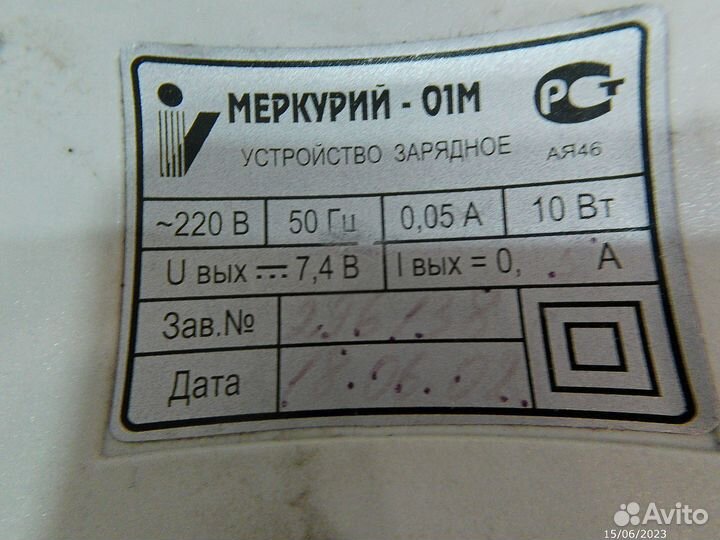 МЕРКУРИЙ - 01М
УСТРОЙСТВО ЗАРЯДНОЕ
РСТ
АЯ46
~220 В 50 Гц 0,05 А 10 Вт
U вых 7,4 В I вых = 0, А
Зав.№
Дата
Avito
15/06/2023